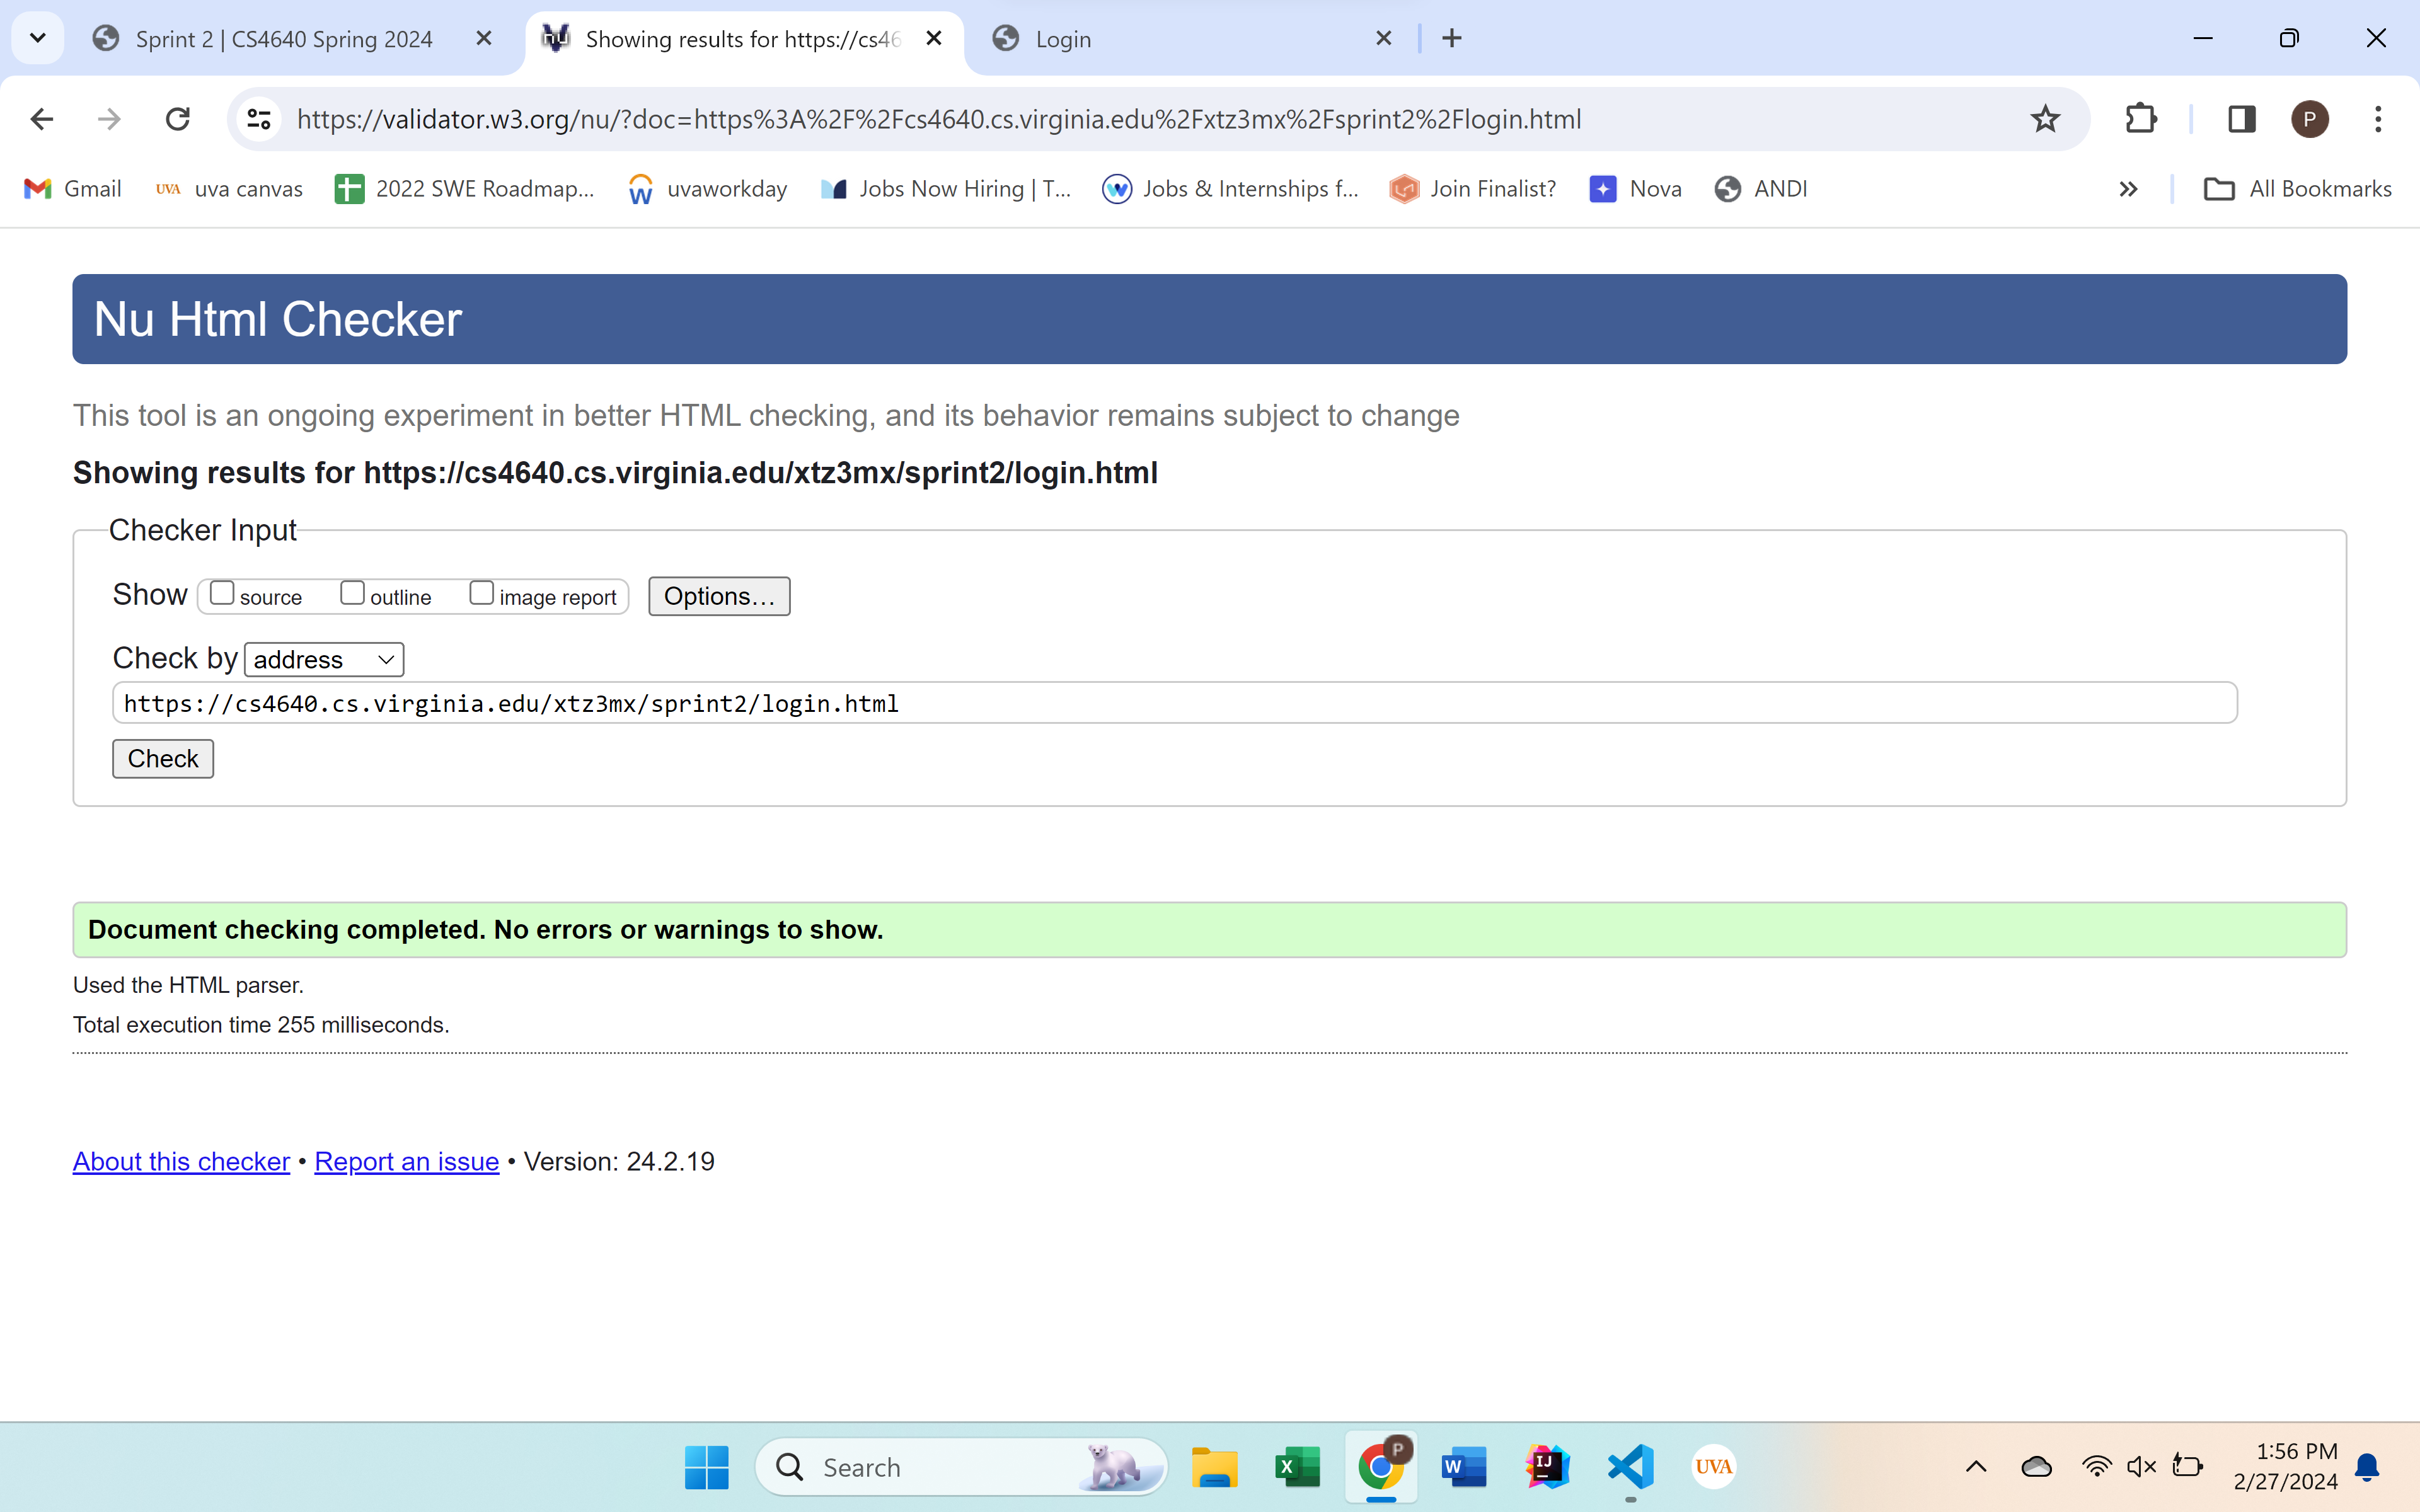 Sprint 2 | CS4640 Spring 2024
Showing results for https://cs46
Login
https://validator.w3.org/nu/?doc=https%3A%2F%2Fcs4640.cs.virginia.edu%2Fxtz3mx%2Fsprint2%2Flogin.html
P
Gmail
UVA uva canvas
2022 SWE Roadmap...
uvaworkday
Jobs Now Hiring | T...
Jobs & Internships f...
Join Finalist?
Nova
ANDI
All Bookmarks
Nu Html Checker
This tool is an ongoing experiment in better HTML checking, and its behavior remains subject to change
Showing results for https://cs4640.cs.virginia.edu/xtz3mx/sprint2/login.html
Checker Input
Show source outline image report Options...
Check by address
https://cs4640.cs.virginia.edu/xtz3mx/sprint2/login.html
Check
Document checking completed. No errors or warnings to show.
Used the HTML parser.
Total execution time 255 milliseconds.
About this checker • Report an issue • Version: 24.2.19
Search
X
P
W
IJ
UVA
1:56 PM
2/27/2024